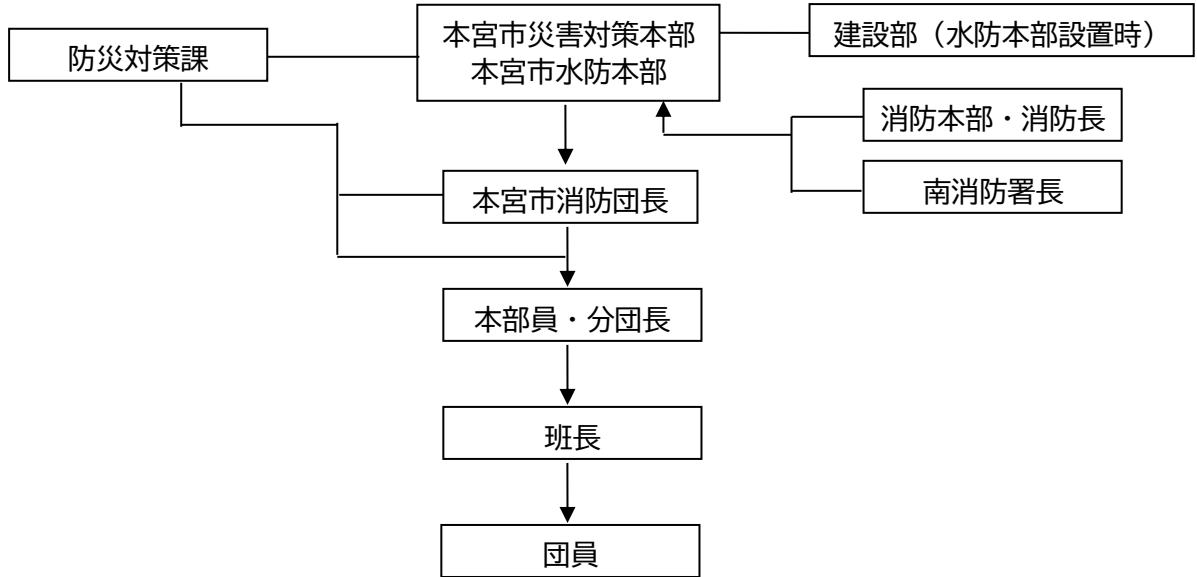 防災対策課
本宮市災害対策本部
本宮市水防本部
建設部（水防本部設置時）
消防本部・消防長
南消防署長
本宮市消防団長
本部員・分団長
班長
団員